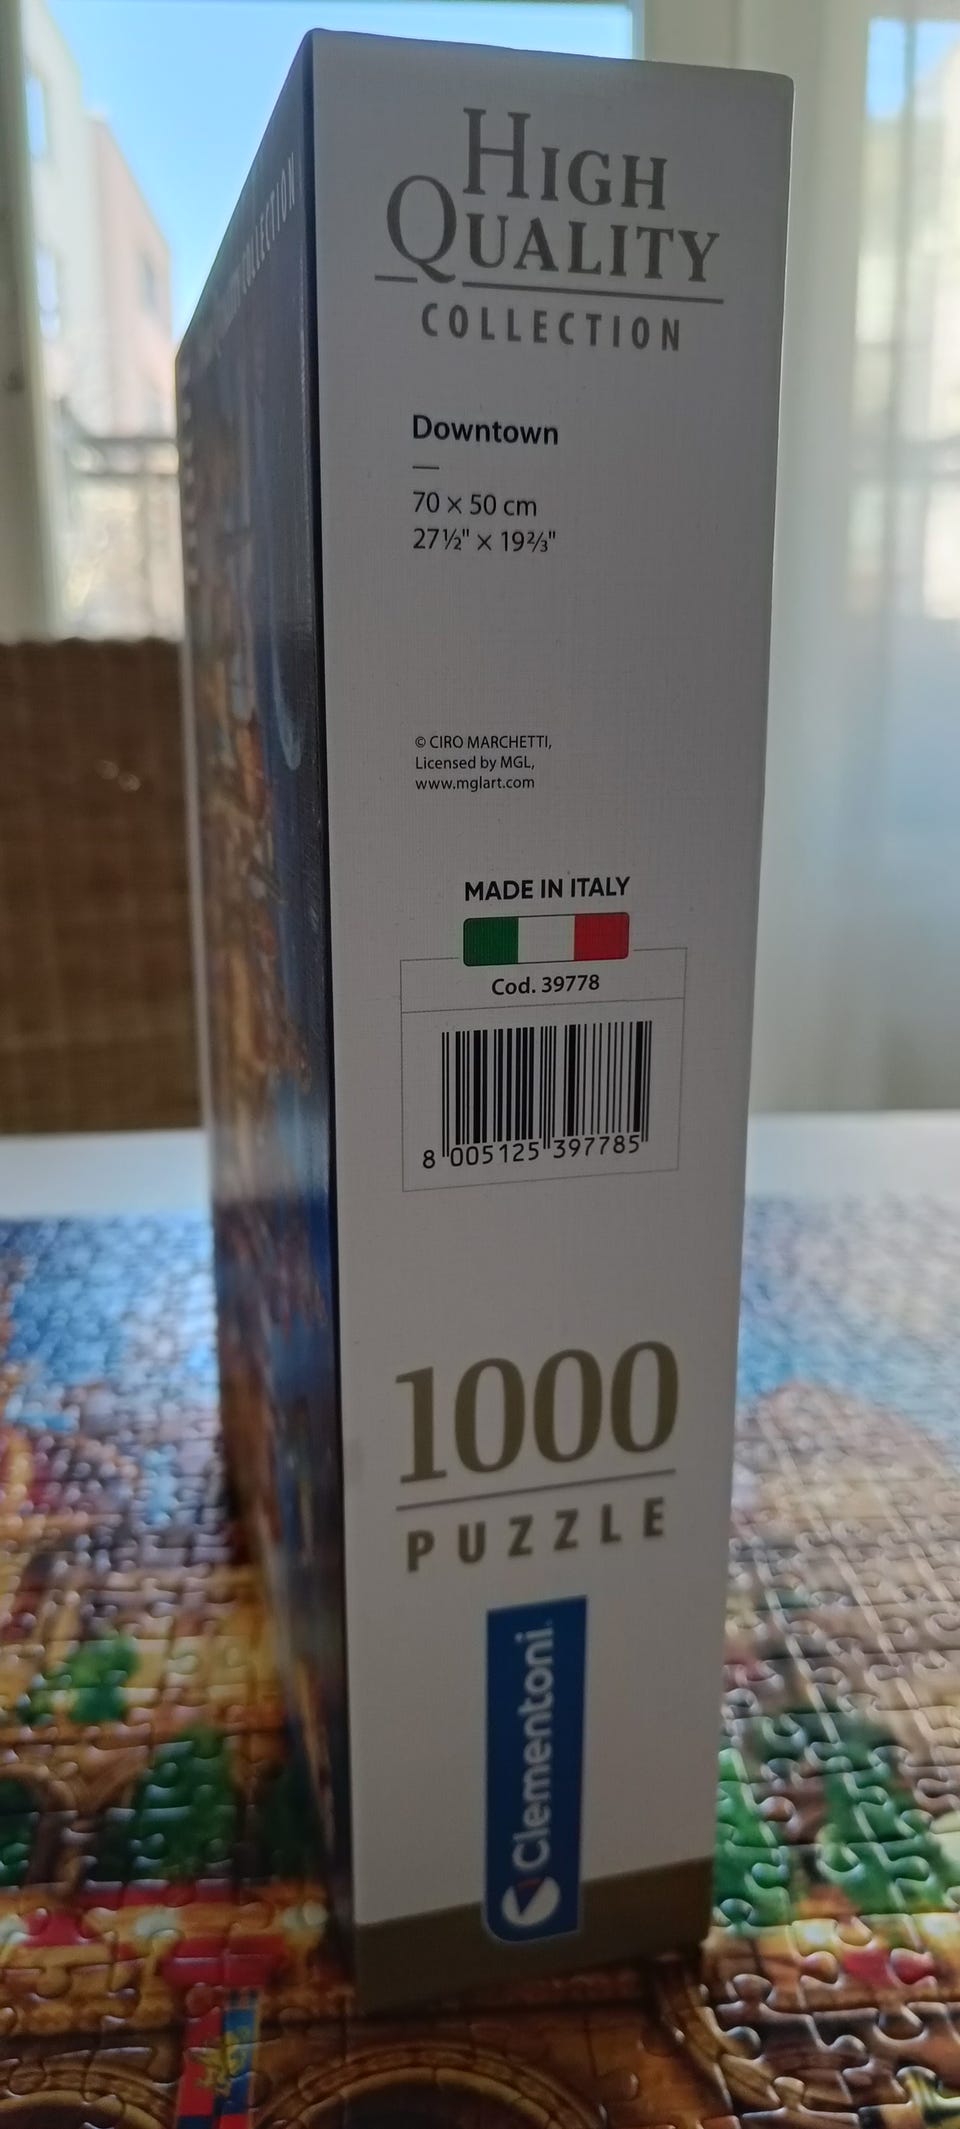 HIGH
QUALITY
COLLECTION
Downtown
70 × 50 cm
27½" × 19⅔"
© CIRO MARCHETTI,
Licensed by MGL,
www.mglart.com
MADE IN ITALY
Cod. 39778
8 005125 397785
1000
PUZZLE
Clementoni
COLLECTION